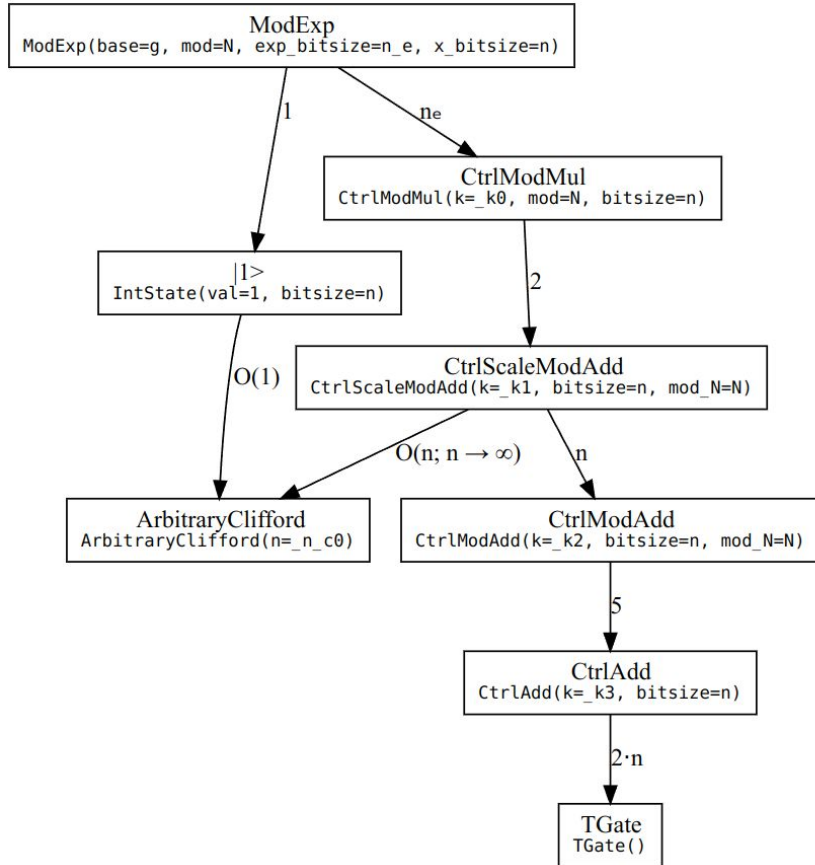 ModExp
ModExp(base=g, mod=N, exp_bitsize=n_e, x_bitsize=n)
1
nₑ
CtrlModMul
CtrlModMul(k=_k0, mod=N, bitsize=n)
|1>
IntState(val=1, bitsize=n)
2
CtrlScaleModAdd
CtrlScaleModAdd(k=_k1, bitsize=n, mod_N=N)
O(1)
O(n; n → ∞)
n
ArbitraryClifford
ArbitraryClifford(n=_n_c0)
CtrlModAdd
CtrlModAdd(k=_k2, bitsize=n, mod_N=N)
5
CtrlAdd
CtrlAdd(k=_k3, bitsize=n)
2·n
TGate
TGate()